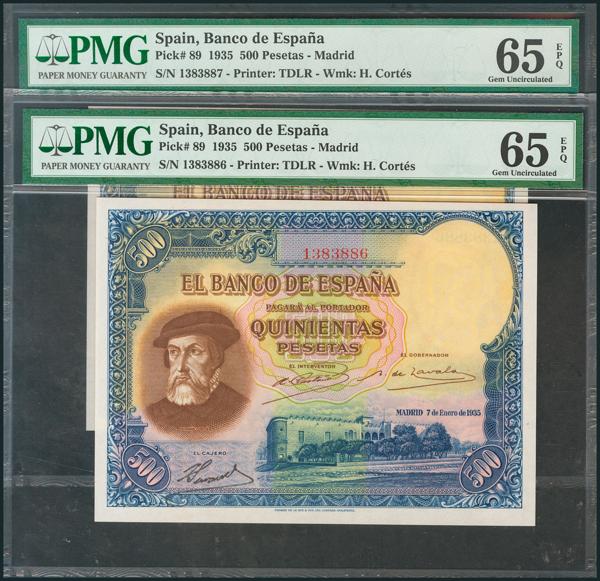 PMG
PAPER MONEY GUARANTY
Spain, Banco de España
Pick# 89 1935 500 Pesetas - Madrid
S/N 1383887 - Printer: TDLR - Wmk: H. Cortés
65 EPQ
Gem Uncirculated
PMG
PAPER MONEY GUARANTY
Spain, Banco de España
Pick# 89 1935 500 Pesetas - Madrid
S/N 1383886 - Printer: TDLR - Wmk: H. Cortés
65 EPQ
Gem Uncirculated
EL BANCO DE ESPAÑA
500
1383886
EL BANCO DE ESPAÑA
PAGARÁ AL PORTADOR
QUINIENTAS
PESETAS
EL INTERVENTOR
EL GOBERNADOR
MADRID 7 de Enero de 1935
EL CAJERO
500
500